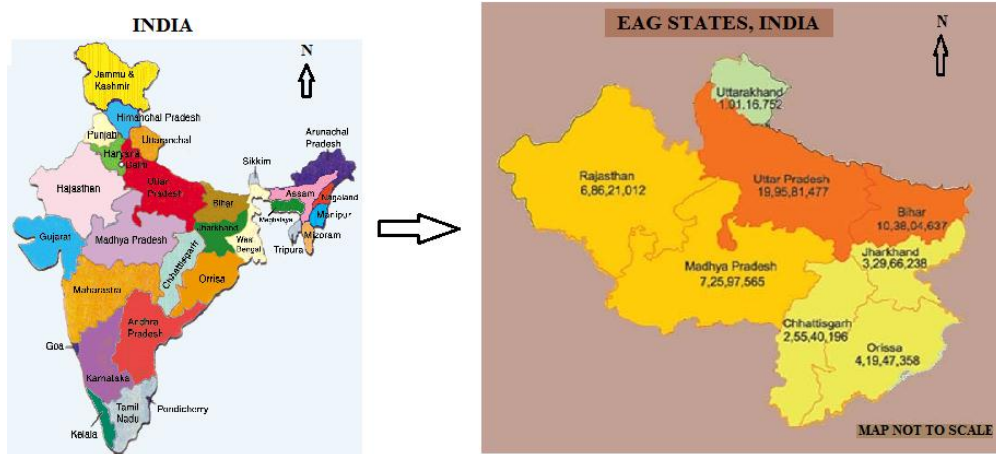 INDIA
N
Jammu &
Kashmir
Himanchal Pradesh
Punjab
Uttaranchal
Haryana
Delhi
Rajasthan
Uttar
Pradesh
Sikkim
Arunachal
Pradesh
Assam
Nagaland
Bihar
Meghalaya
Manipur
Jharkhand
Gujarat
Madhya Pradesh
West
Bengal
Tripura
Mizoram
Chhattisgarh
Orrisa
Maharastra
Andhra
Pradesh
Goa
Karnataka
Tamil
Nadu
Pondicherry
Kelala
EAG STATES, INDIA
N
Uttarakhand
1,01,16,752
Rajasthan
6,86,21,012
Uttar Pradesh
19,95,81,477
Bihar
10,38,04,637
Jharkhand
3,29,66,238
Madhya Pradesh
7,25,97,565
Chhattisgarh
2,55,40,196
Orissa
4,19,47,358
MAP NOT TO SCALE